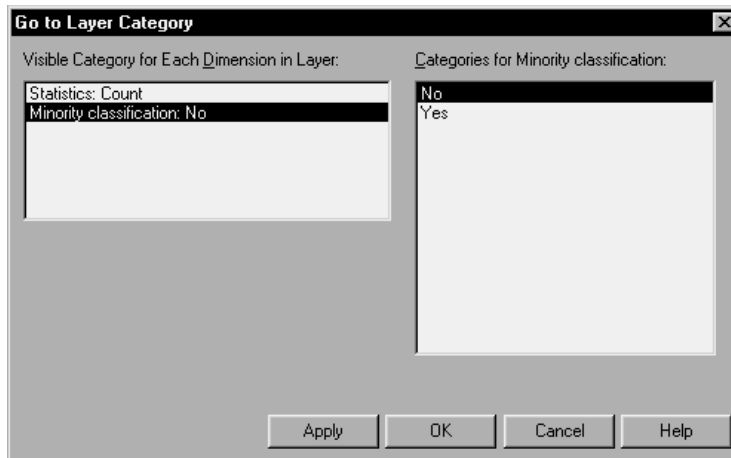 Go to Layer Category
Visible Category for Each Dimension in Layer:
Statistics: Count
Minority classification: No
Categories for Minority classification:
No
Yes
Apply
OK
Cancel
Help